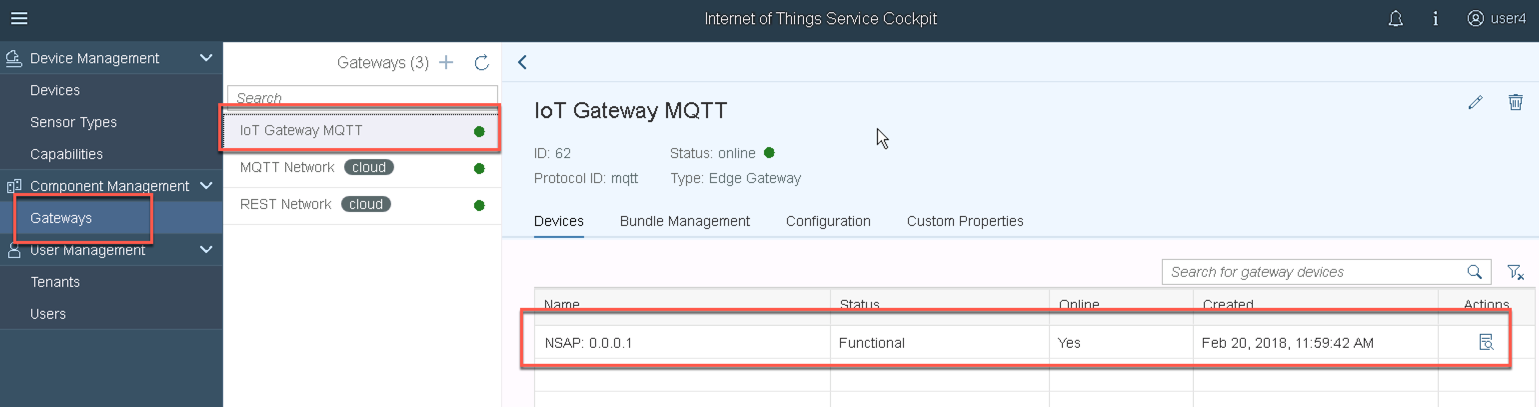 Internet of Things Service Cockpit
user4
Device Management
Devices
Sensor Types
Capabilities
Component Management
Gateways
User Management
Tenants
Users
Gateways (3)
Search
IoT Gateway MQTT
MQTT Network cloud
REST Network cloud
IoT Gateway MQTT
ID: 62 Status: online
Protocol ID: mqtt Type: Edge Gateway
Devices Bundle Management Configuration Custom Properties
Search for gateway devices
Name Status Online Created Actions
NSAP: 0.0.0.1 Functional Yes Feb 20, 2018, 11:59:42 AM